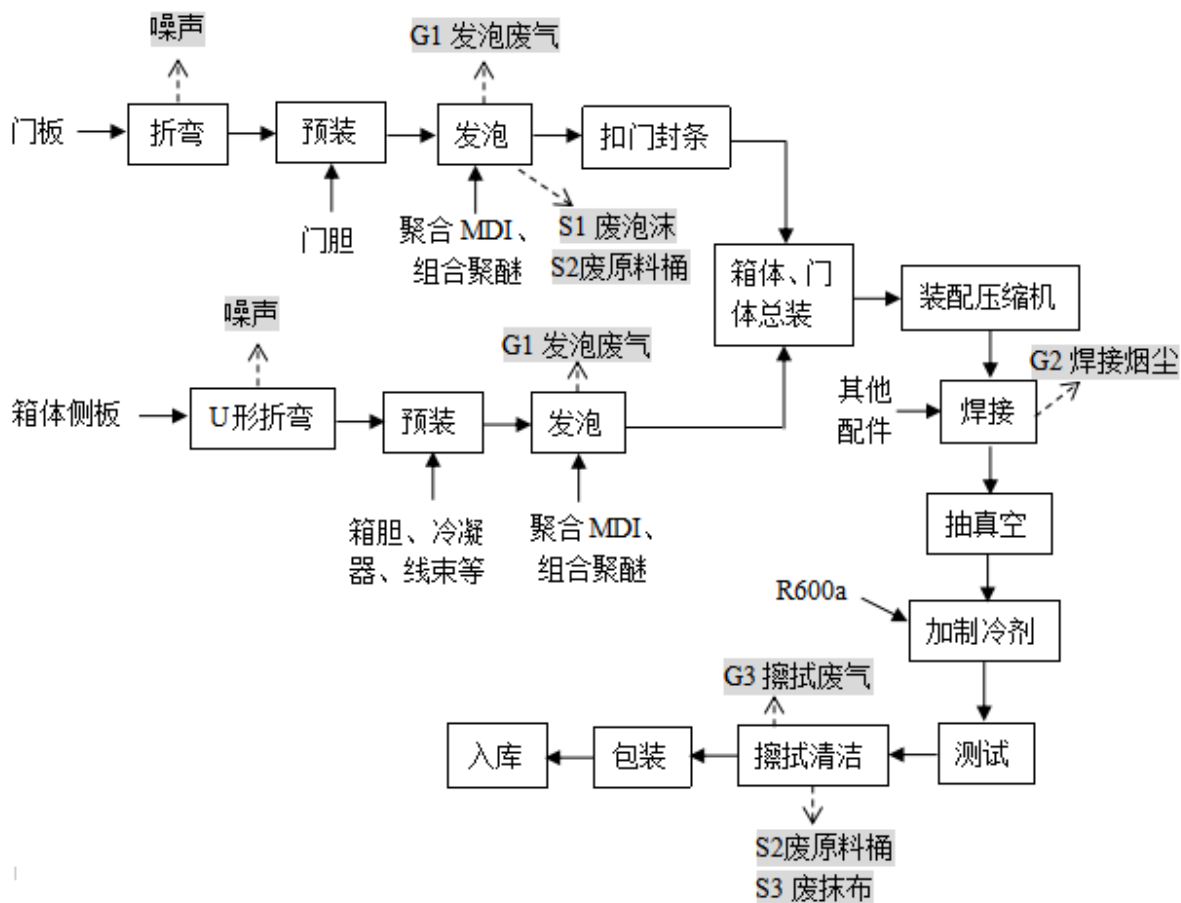 噪声
G1 发泡废气
门板
折弯
预装
发泡
扣门封条
门胆
聚合 MDI、
组合聚醚
S1 废泡沫
S2废原料桶
箱体、门
体总装
装配压缩机
噪声
G1 发泡废气
G2 焊接烟尘
箱体侧板
U形折弯
预装
发泡
其他
配件
焊接
箱胆、冷凝
器、线束等
聚合 MDI、
组合聚醚
抽真空
R600a
加制冷剂
G3 擦拭废气
入库
包装
擦拭清洁
测试
S2废原料桶
S3 废抹布